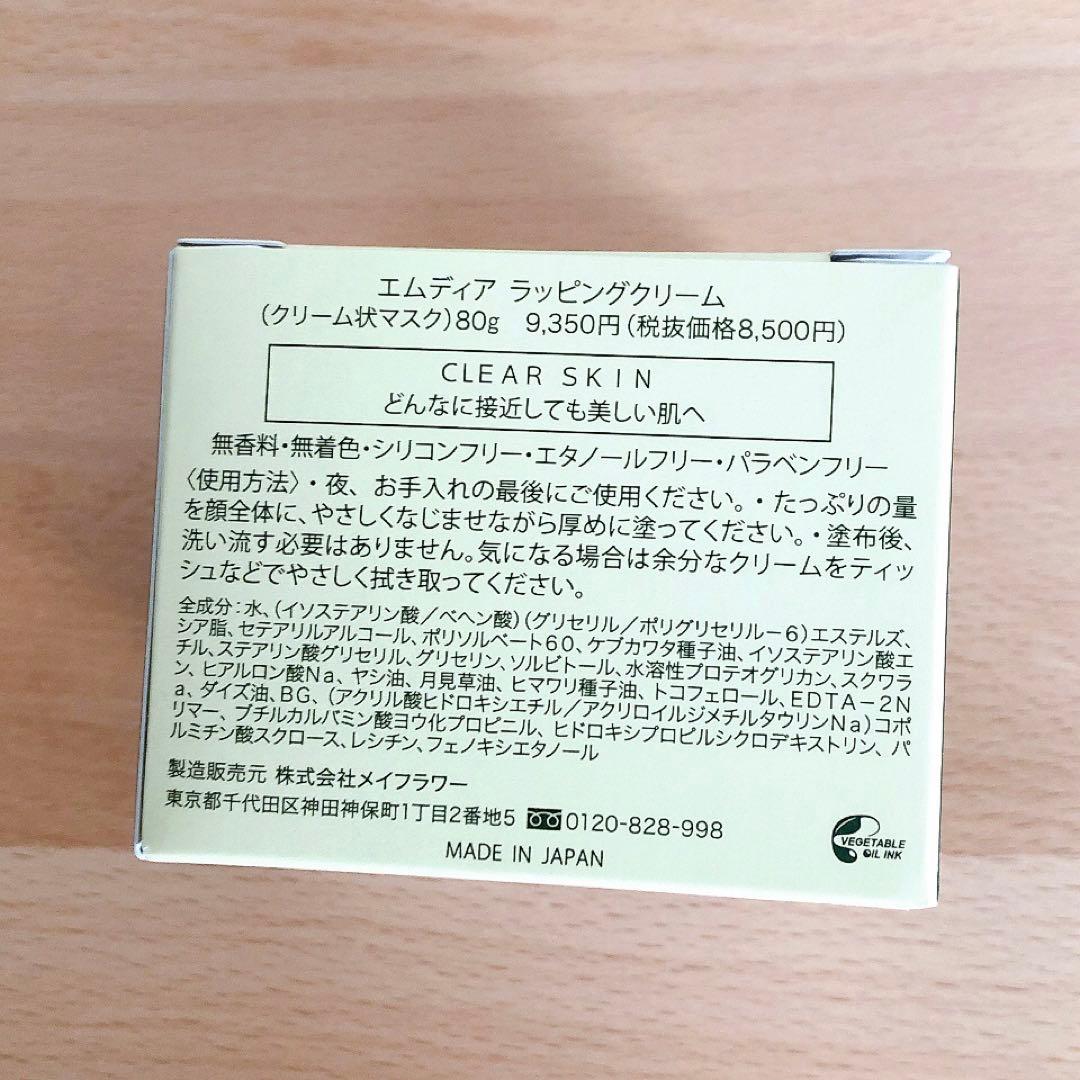 エムディア ラッピングクリーム
(クリーム状マスク)80g 9,350円(税抜価格8,500円)
CLEAR SKIN
どんなに接近しても美しい肌へ
無香料・無着色・シリコンフリー・エタノールフリー・パラベンフリー
〈使用方法〉・夜、お手入れの最後にご使用ください。・たっぷりの量
を顔全体に、やさしくなじませながら厚めに塗ってください。・塗布後、
洗い流す必要はありません。気になる場合は余分なクリームをティッ
シュなどでやさしく拭き取ってください。
全成分:水、(イソステアリン酸/ベヘン酸)(グリセリル/ポリグリセリル-6)エステルズ、
シア脂、セテアリルアルコール、ポリソルベート60、ケブカワタ種子油、イソステアリン酸エ
チル、ステアリン酸グリセリル、グリセリン、ソルビトール、水溶性プロテオグリカン、スクワラ
ン、ヒアルロン酸Na、ヤシ油、月見草油、ヒマワリ種子油、トコフェロール、EDTA-2N
a、ダイズ油、BG、(アクリル酸ヒドロキシエチル/アクリロイルジメチルタウリンNa)コポ
リマー、ブチルカルバミン酸ヨウ化プロピニル、ヒドロキシプロピルシクロデキストリン、パ
ルミチン酸スクロース、レシチン、フェノキシエタノール
製造販売元 株式会社メイフラワー
東京都千代田区神田神保町1丁目2番地5 0120-828-998
MADE IN JAPAN
VEGETABLE
OIL INK